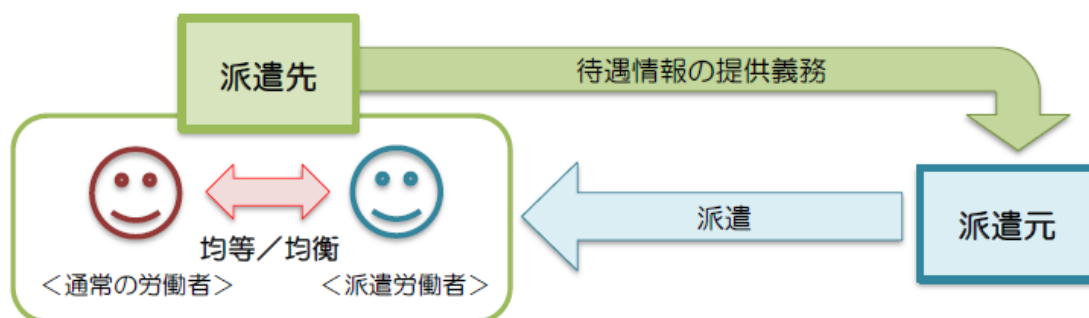 派遣先
待遇情報の提供義務
派遣
派遣元
均等／均衡
＜通常の労働者＞
＜派遣労働者＞